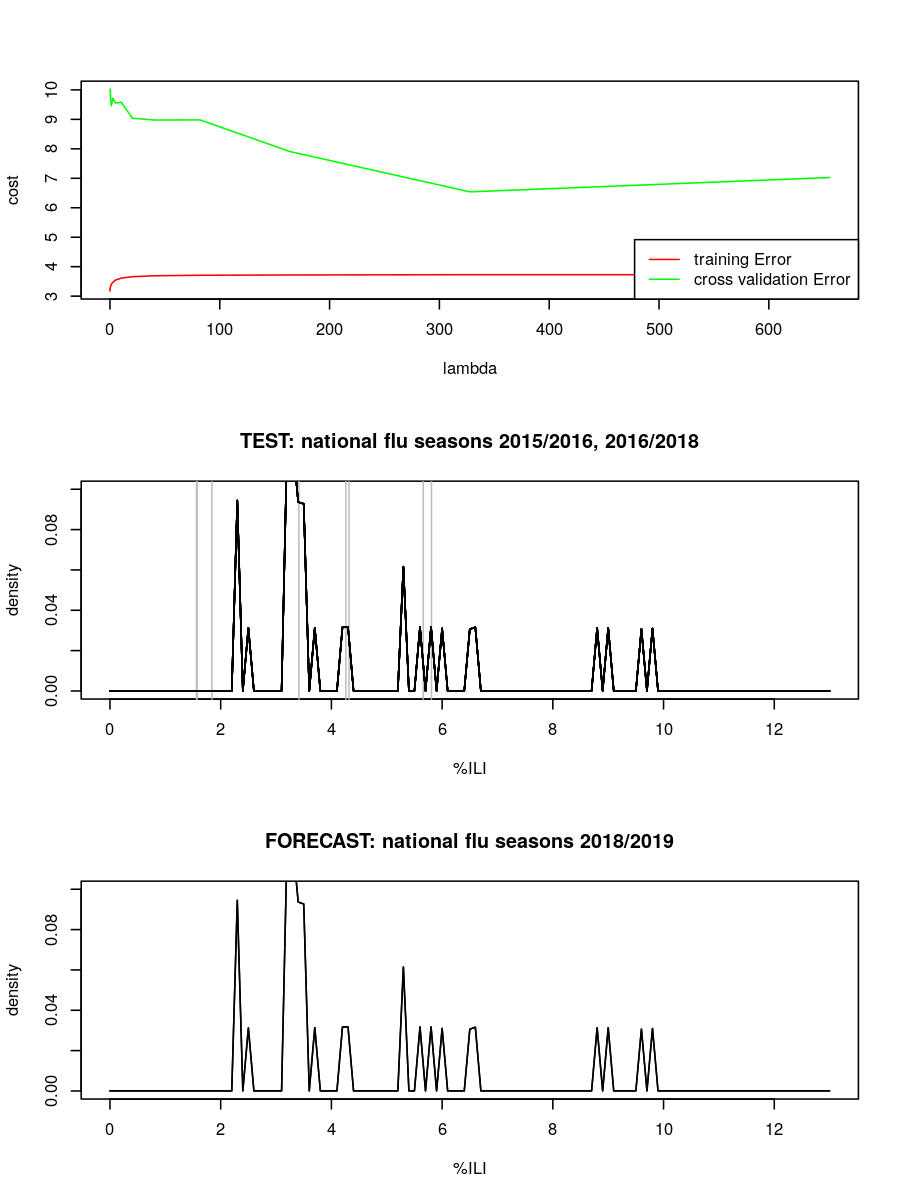 10
9
8
7
6
5
4
3
cost
training Error
cross validation Error
0 100 200 300 400 500 600
lambda
TEST: national flu seasons 2015/2016, 2016/2018
0.08
0.04
0.00
density
0 2 4 6 8 10 12
%ILI
FORECAST: national flu seasons 2018/2019
0.08
0.04
0.00
density
0 2 4 6 8 10 12
%ILI